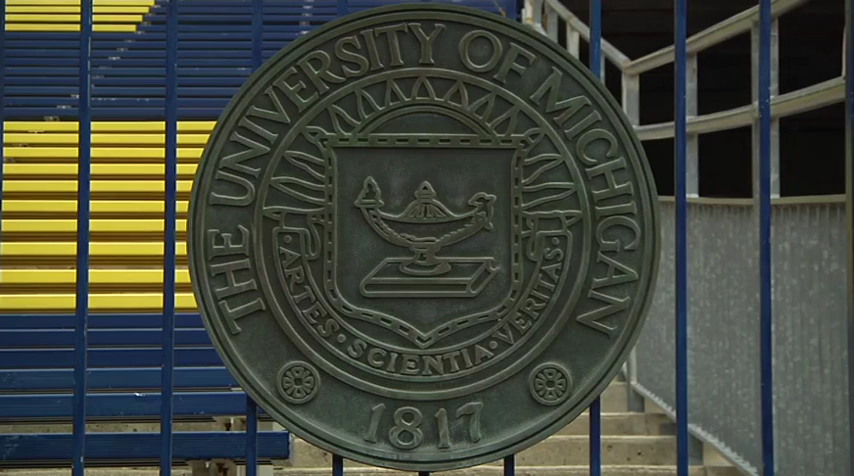 THE UNIVERSITY OF MICHIGAN
·ARTES·SCIENTIA·VERITAS·
1817